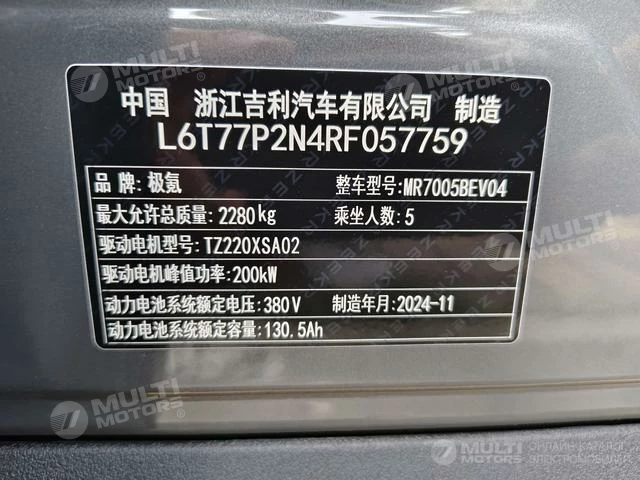 中国 浙江吉利汽车有限公司 制造
L6T77P2N4RF057759
品 牌:极氪 整车型号:MR7005BEV04
最大允许总质量:2280kg 乘坐人数:5
驱动电机型号:TZ220XSA02
驱动电机峰值功率:200kW
动力电池系统额定电压:380V 制造年月:2024-11
动力电池系统额定容量:130.5Ah
MULTI MOTORS
MULTI MOTORS
MULTI MOTORS
MULTI MOTORS
MULTI MOTORS
ОНЛАЙН-КАТАЛОГ
ЭЛЕКТРОМОБИЛЕЙ